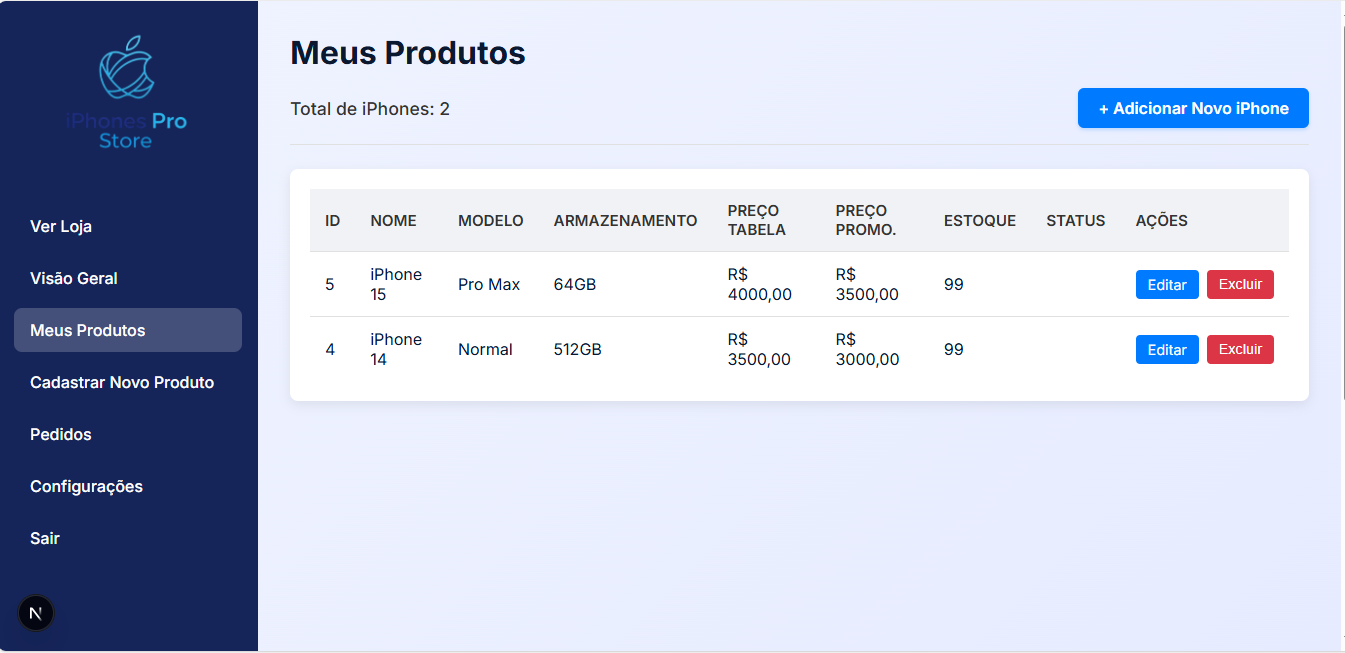 iPhones Pro
Store
Ver Loja
Visão Geral
Meus Produtos
Cadastrar Novo Produto
Pedidos
Configurações
Sair
N
Meus Produtos
Total de iPhones: 2
+ Adicionar Novo iPhone
ID NOME MODELO ARMAZENAMENTO PREÇO TABELA PREÇO PROMO. ESTOQUE STATUS AÇÕES
5 iPhone 15 Pro Max 64GB R$ 4000,00 R$ 3500,00 99 Editar Excluir
4 iPhone 14 Normal 512GB R$ 3500,00 R$ 3000,00 99 Editar Excluir